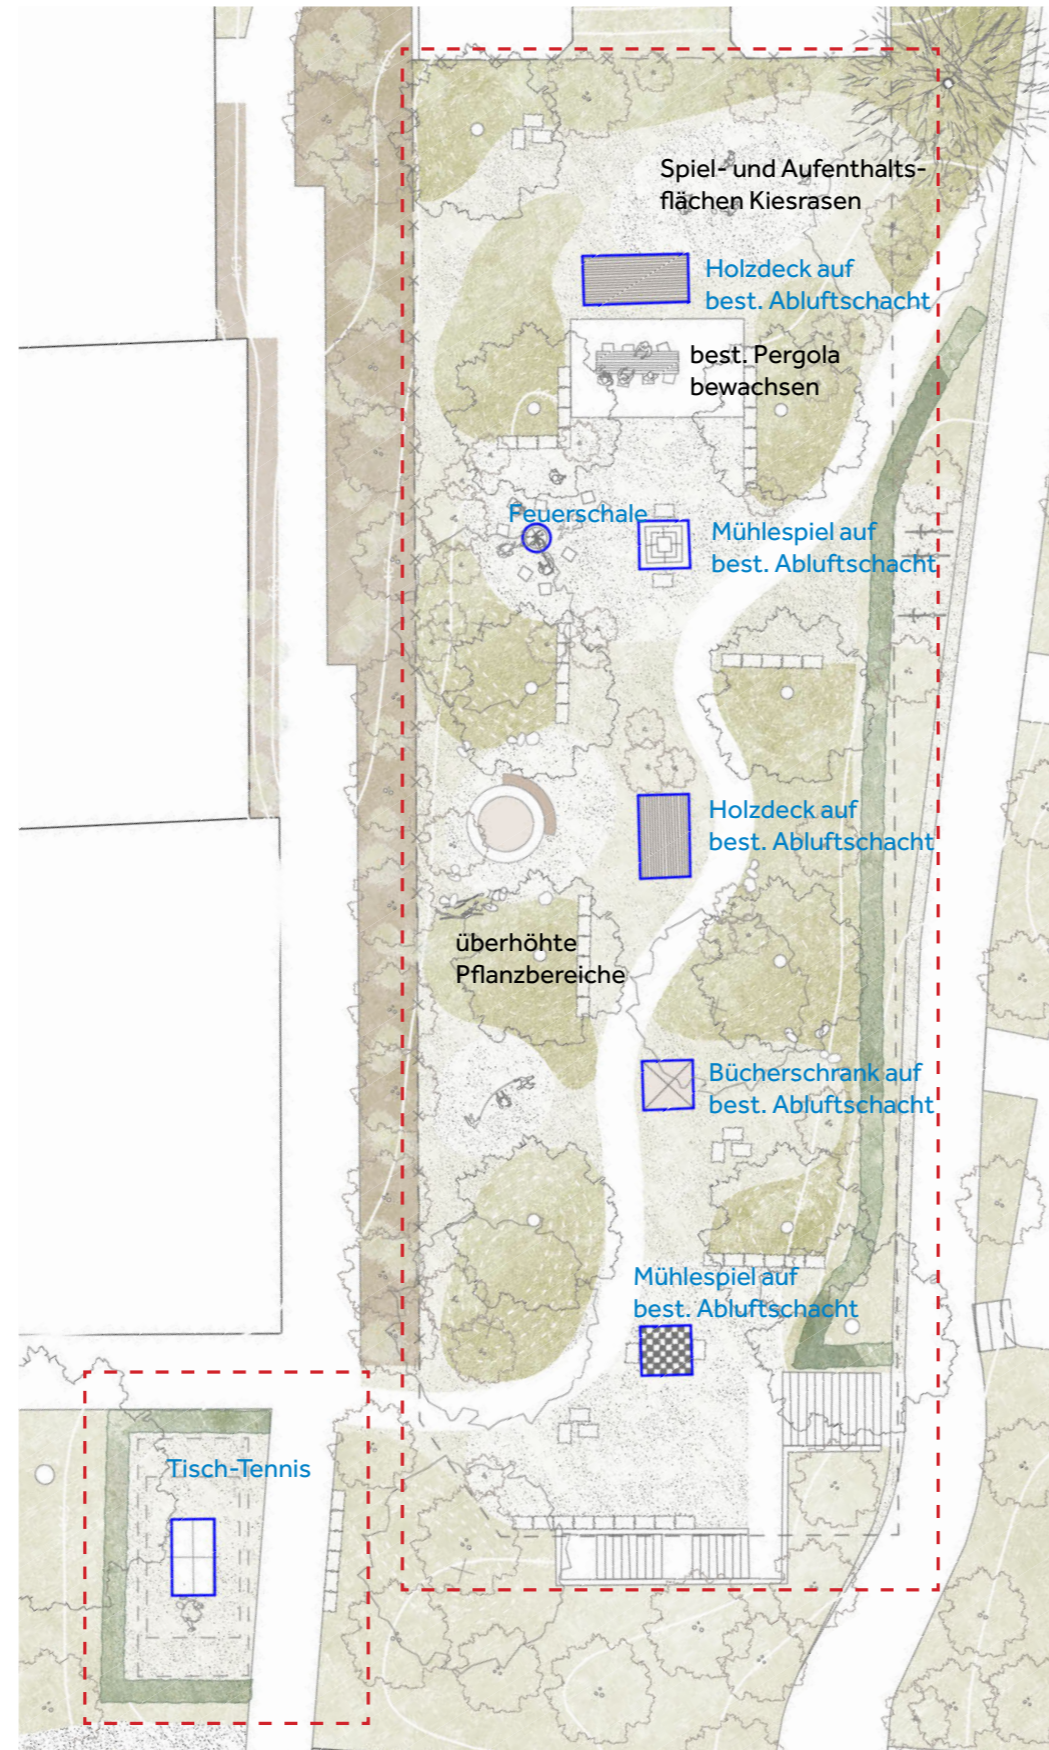 Spiel- und Aufenthalts-
flächen Kiesrasen
Holzdeck auf
best. Abluftschacht
best. Pergola
bewachsen
Feuerschale
Mühlespiel auf
best. Abluftschacht
Holzdeck auf
best. Abluftschacht
überhöhte
Pflanzbereiche
Bücherschrank auf
best. Abluftschacht
Mühlespiel auf
best. Abluftschacht
Tisch-Tennis